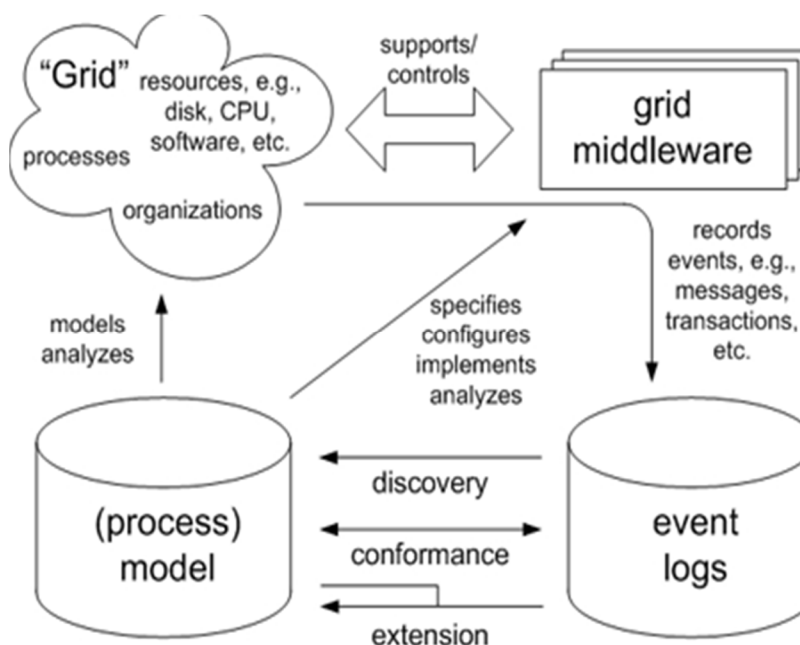 “Grid”
resources, e.g.,
disk, CPU,
software, etc.
processes
organizations
supports/
controls
grid
middleware
records
events, e.g.,
messages,
transactions,
etc.
models
analyzes
specifies
configures
implements
analyzes
(process)
model
discovery
conformance
extension
event
logs